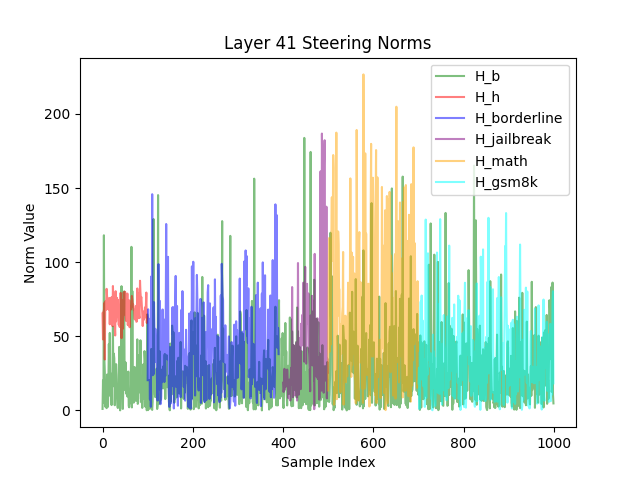 Layer 41 Steering Norms
H_b
H_h
H_borderline
H_jailbreak
H_math
H_gsm8k
Norm Value
200
150
100
50
0
0 200 400 600 800 1000
Sample Index